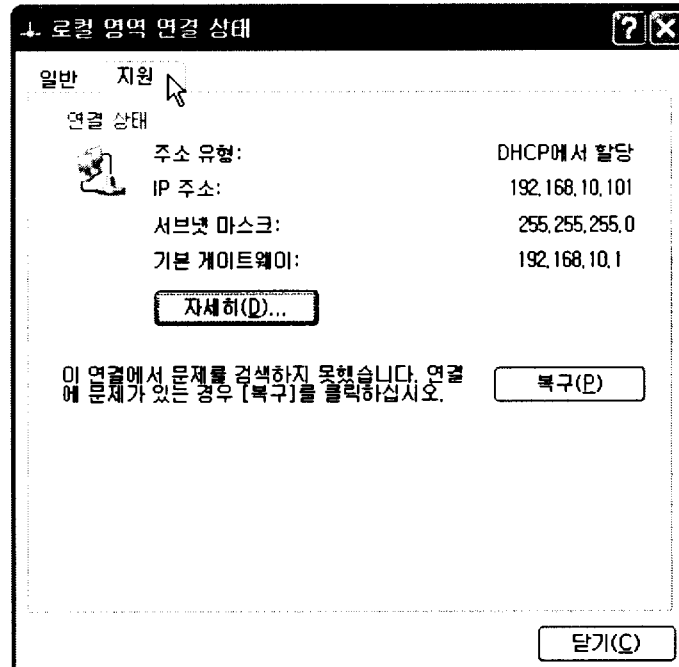 로컬 영역 연결 상태
일반 지원
연결 상태
주소 유형: DHCP에서 할당
IP 주소: 192,168,10,101
서브넷 마스크: 255,255,255,0
기본 게이트웨이: 192,168,10,1
자세히(D)...
이 연결에서 문제를 검색하지 못했습니다. 연결
에 문제가 있는 경우 [복구]를 클릭하십시오.
복구(P)
닫기(C)